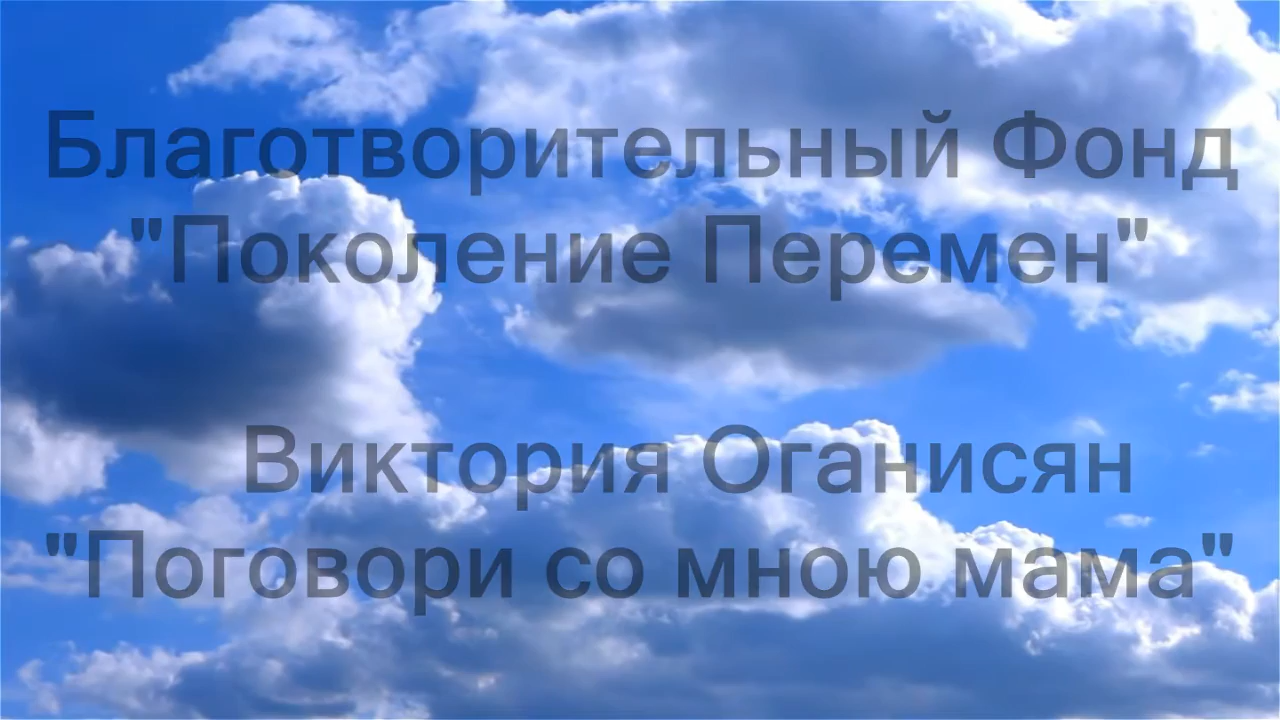 Благотворительный Фонд
"Поколение Перемен"
Виктория Оганисян
"Поговори со мною мама"